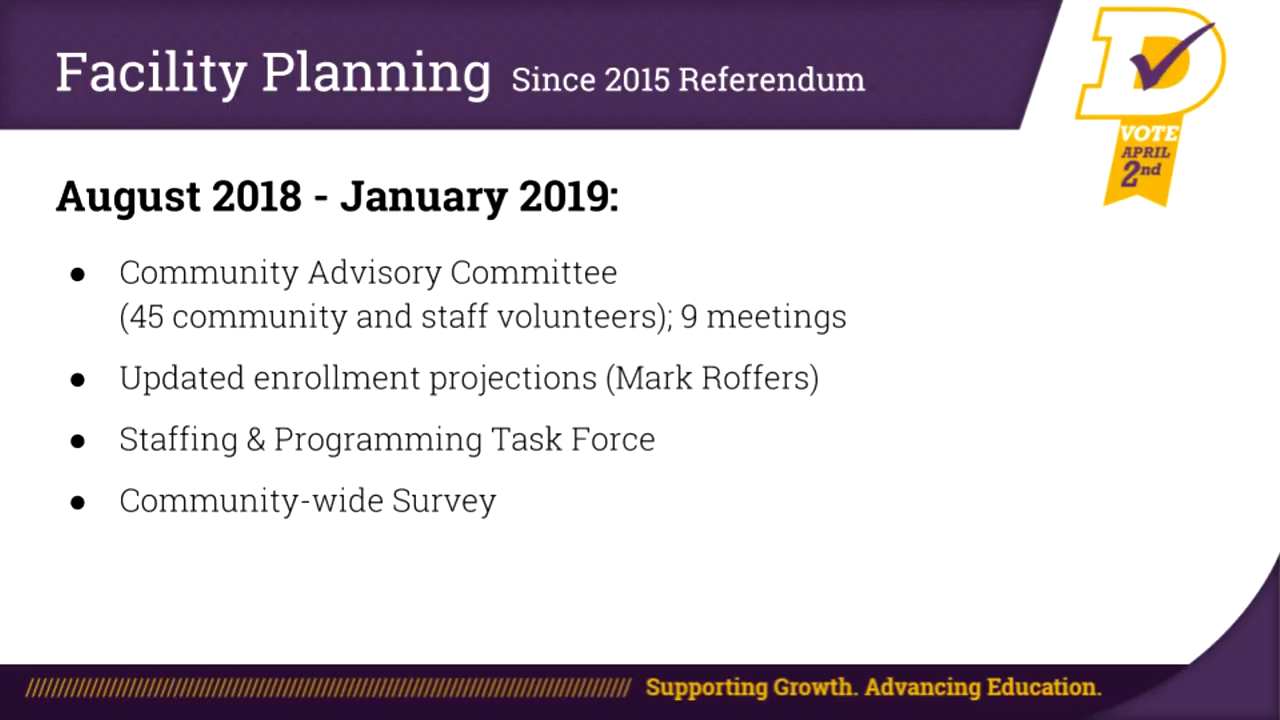 Facility Planning Since 2015 Referendum
D
VOTE
APRIL
2nd
August 2018 - January 2019:
● Community Advisory Committee
(45 community and staff volunteers); 9 meetings
● Updated enrollment projections (Mark Roffers)
● Staffing & Programming Task Force
● Community-wide Survey
Supporting Growth. Advancing Education.